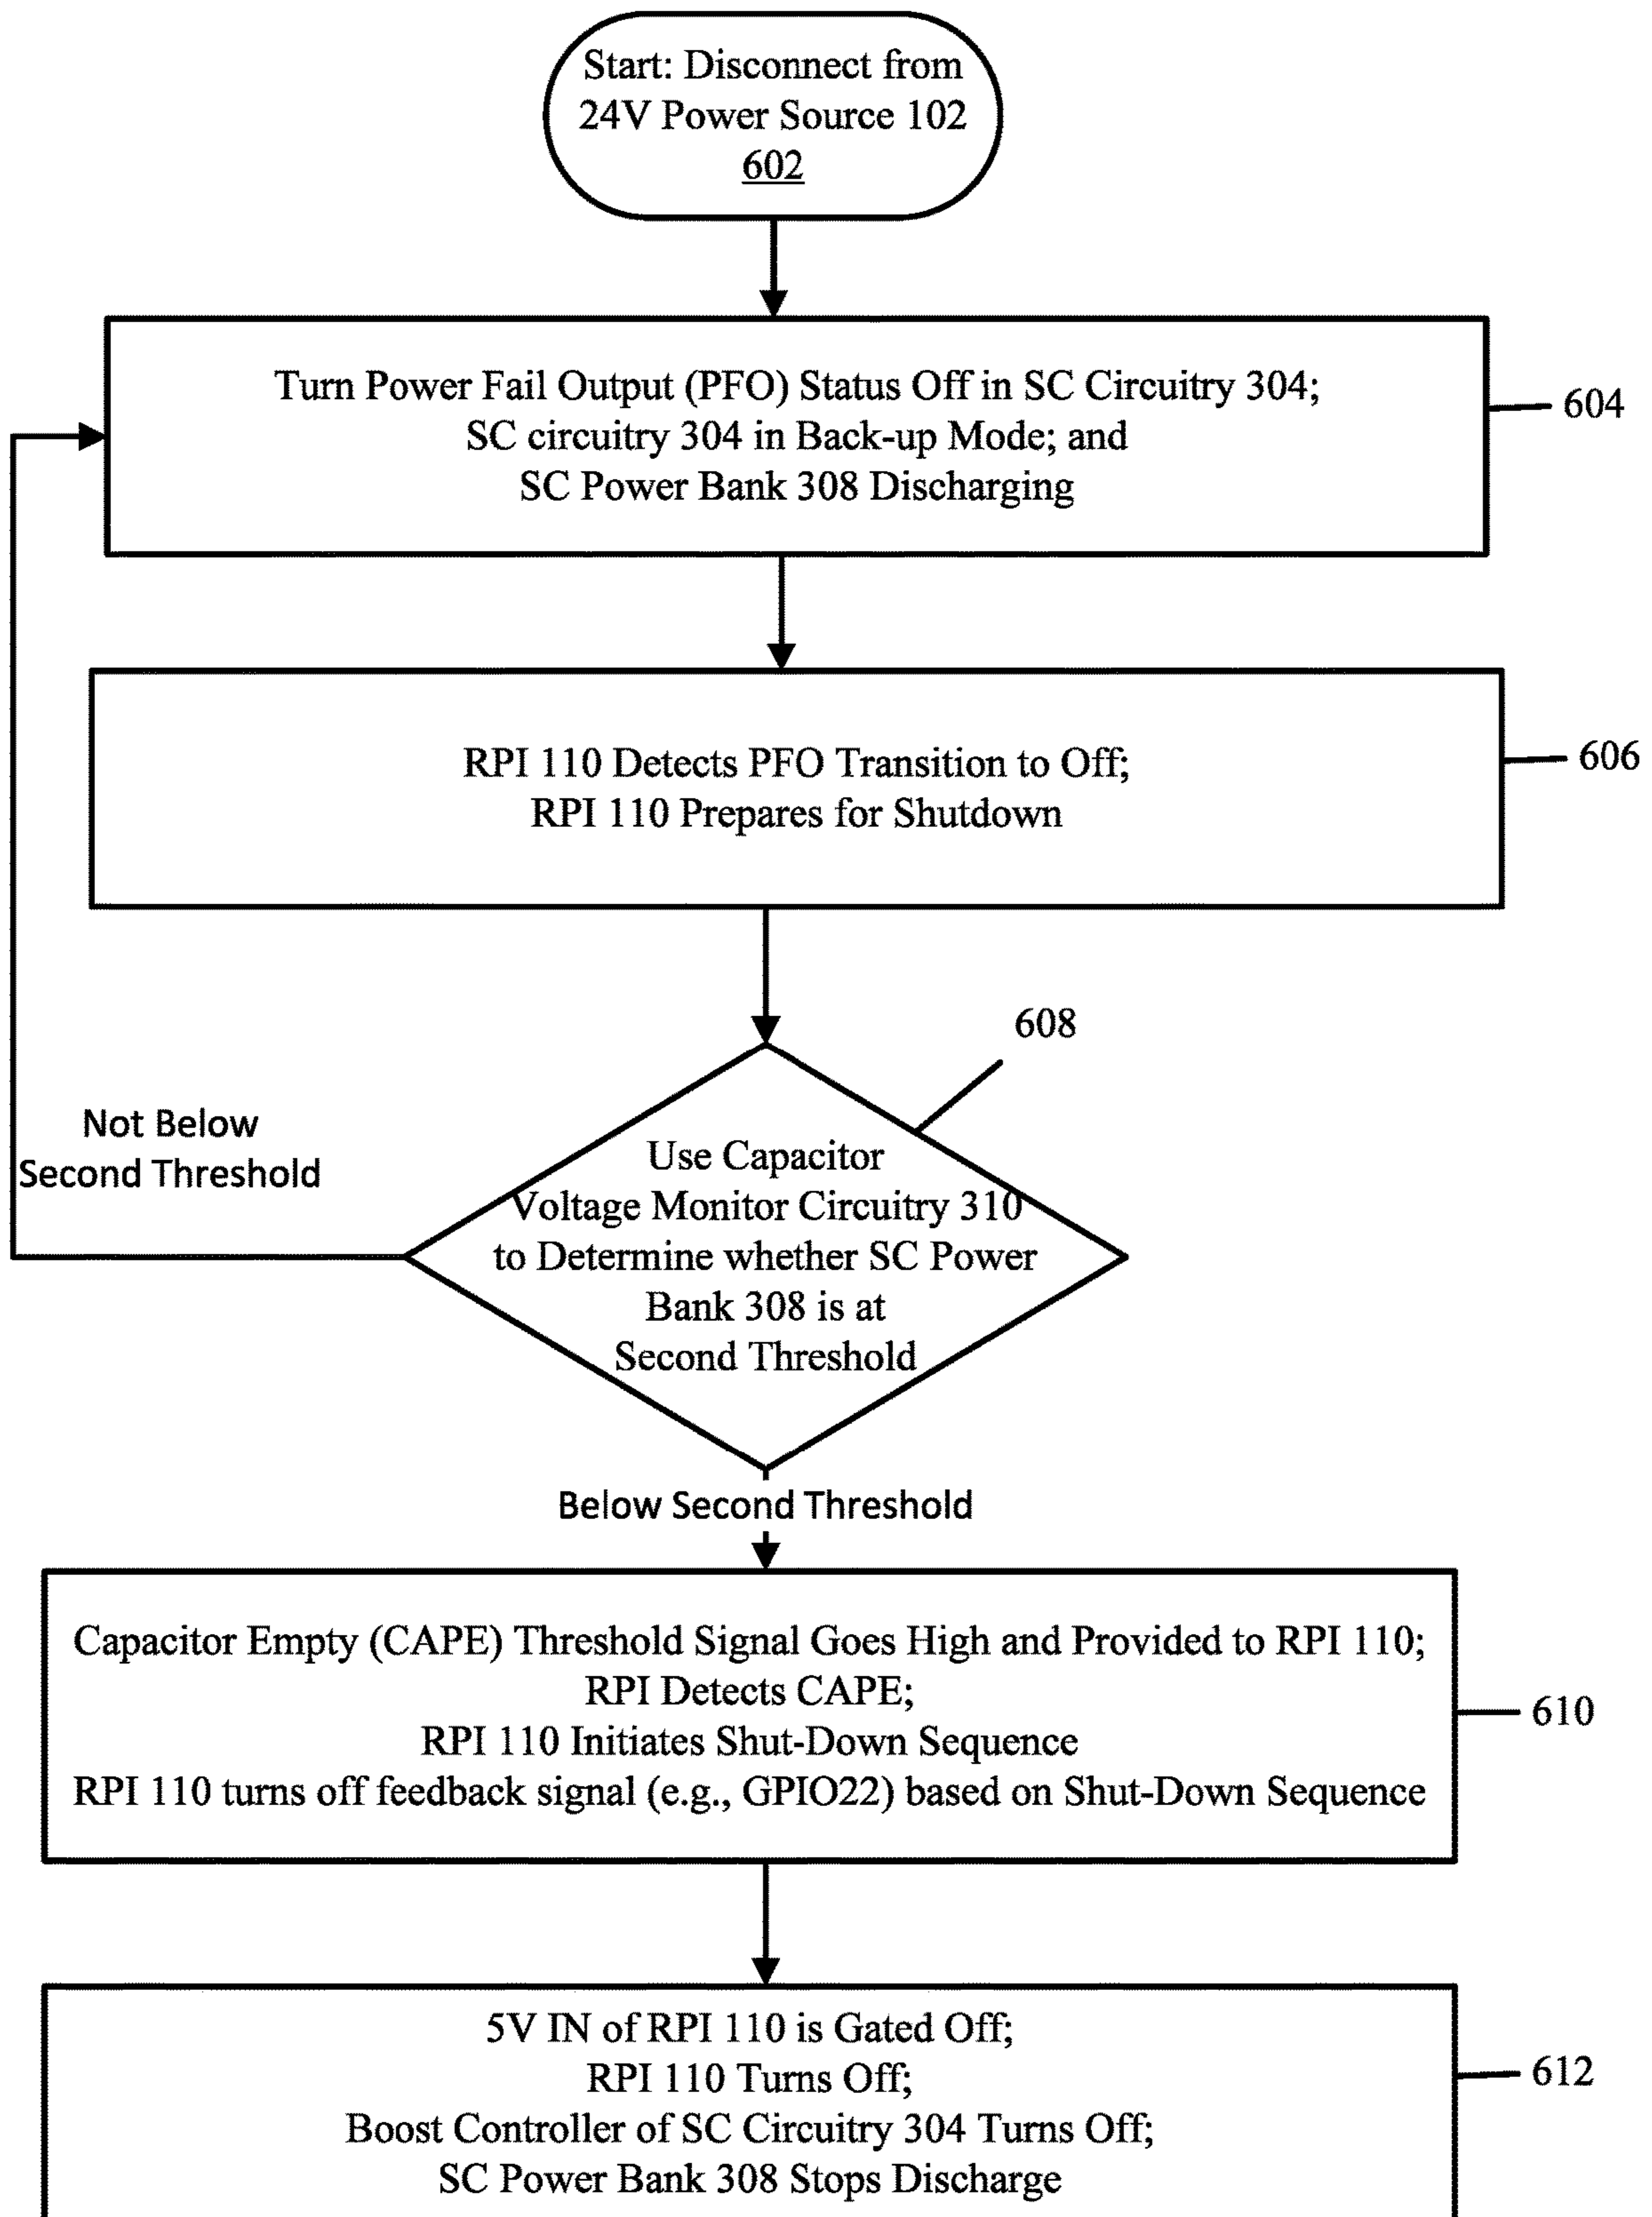 Start: Disconnect from
24V Power Source 102
602
Turn Power Fail Output (PFO) Status Off in SC Circuitry 304;
SC circuitry 304 in Back-up Mode; and
SC Power Bank 308 Discharging
604
RPI 110 Detects PFO Transition to Off;
RPI 110 Prepares for Shutdown
606
608
Not Below
Second Threshold
Use Capacitor
Voltage Monitor Circuitry 310
to Determine whether SC Power
Bank 308 is at
Second Threshold
Below Second Threshold
Capacitor Empty (CAPE) Threshold Signal Goes High and Provided to RPI 110;
RPI Detects CAPE;
RPI 110 Initiates Shut-Down Sequence
RPI 110 turns off feedback signal (e.g., GPIO22) based on Shut-Down Sequence
610
5V IN of RPI 110 is Gated Off;
RPI 110 Turns Off;
Boost Controller of SC Circuitry 304 Turns Off;
SC Power Bank 308 Stops Discharge
612